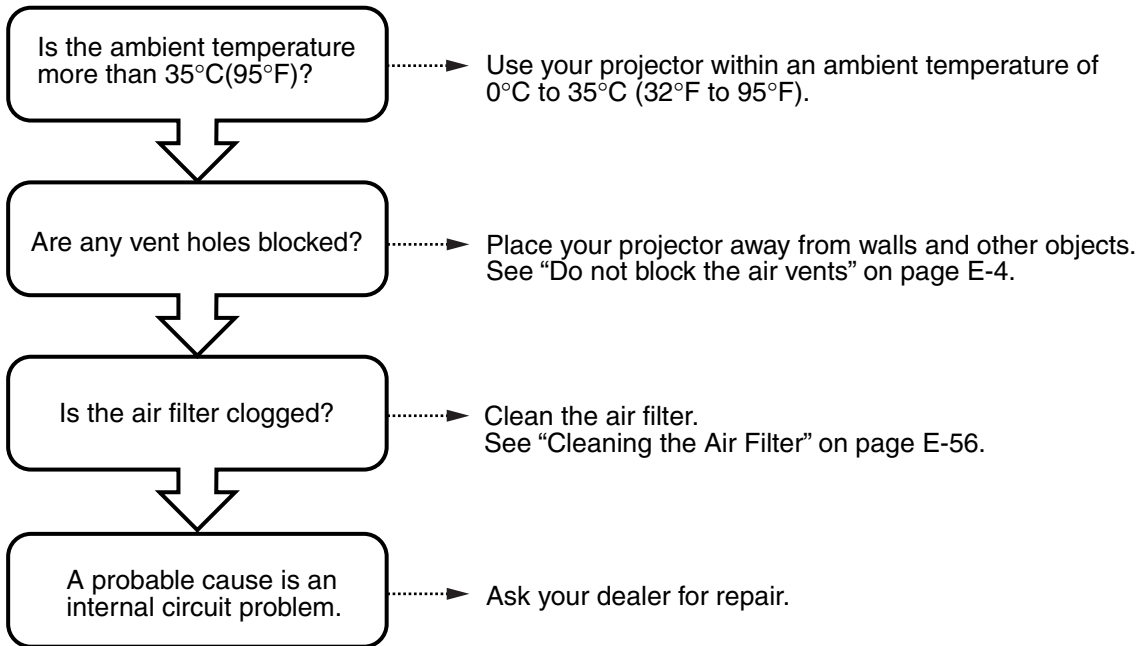 Is the ambient temperature
more than 35°C(95°F)?
Use your projector within an ambient temperature of
0°C to 35°C (32°F to 95°F).
Are any vent holes blocked?
Place your projector away from walls and other objects.
See “Do not block the air vents” on page E-4.
Is the air filter clogged?
Clean the air filter.
See “Cleaning the Air Filter” on page E-56.
A probable cause is an
internal circuit problem.
Ask your dealer for repair.